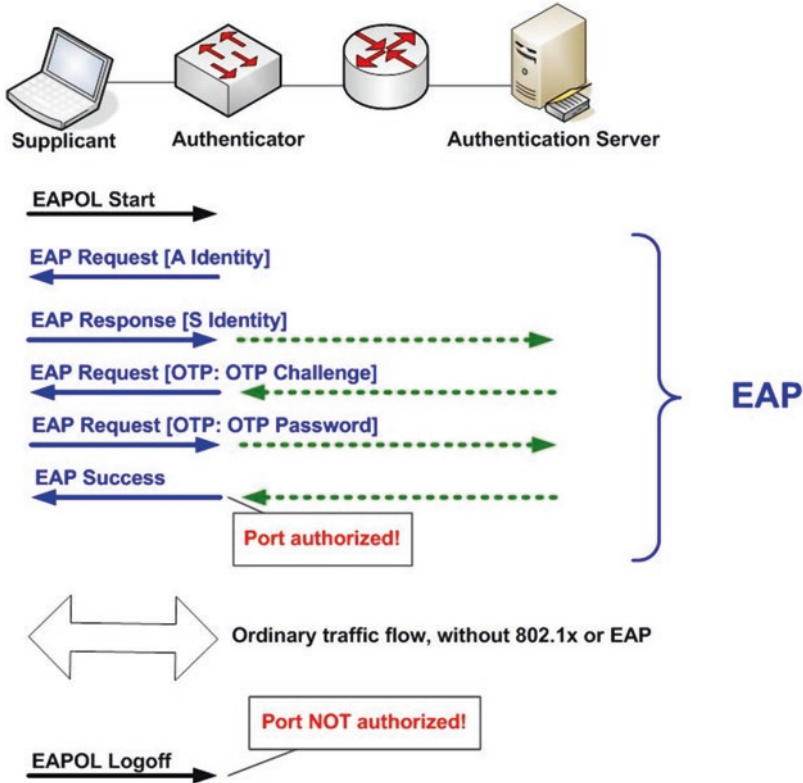 Supplicant
Authenticator
Authentication Server
EAPOL Start
EAP Request [A Identity]
EAP Response [S Identity]
EAP Request [OTP: OTP Challenge]
EAP Request [OTP: OTP Password]
EAP Success
EAP
Port authorized!
Ordinary traffic flow, without 802.1x or EAP
Port NOT authorized!
EAPOL Logoff